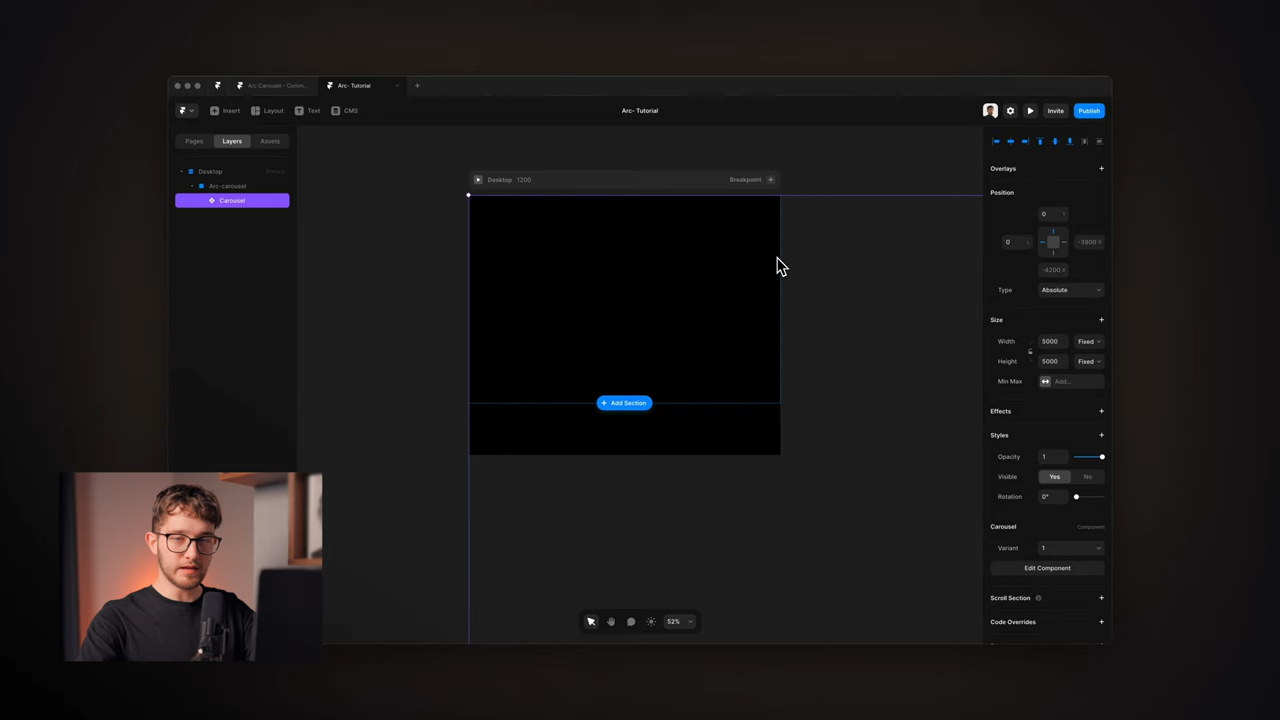 Arc Carousel - Comm...
Arc- Tutorial
Insert
Layout
Text
CMS
Arc- Tutorial
Invite
Publish
Pages
Layers
Assets
Desktop
Primary
Arc-carousel
Carousel
Desktop 1200
Breakpoint
Add Section
52%
Overlays
Position
0
T
0
L
-3800
R
-4200
B
Type
Absolute
Size
Width
5000
Fixed
Height
5000
Fixed
Min Max
Add...
Effects
Styles
Opacity
1
Visible
Yes
No
Rotation
0°
Carousel
Component
Variant
1
Edit Component
Scroll Section
Code Overrides